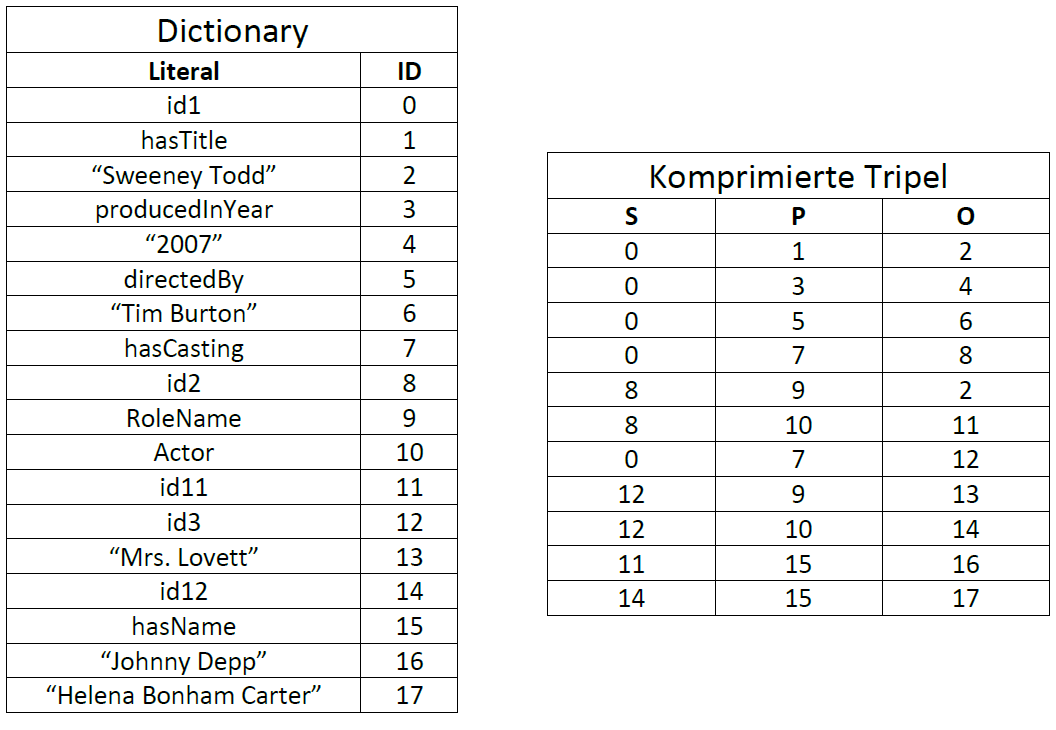 Dictionary
Literal ID
id1 0
hasTitle 1
“Sweeney Todd” 2
producedInYear 3
“2007” 4
directedBy 5
“Tim Burton” 6
hasCasting 7
id2 8
RoleName 9
Actor 10
id11 11
id3 12
“Mrs. Lovett” 13
id12 14
hasName 15
“Johnny Depp” 16
“Helena Bonham Carter” 17
Komprimierte Tripel
S P O
0 1 2
0 3 4
0 5 6
0 7 8
8 9 2
8 10 11
0 7 12
12 9 13
12 10 14
11 15 16
14 15 17